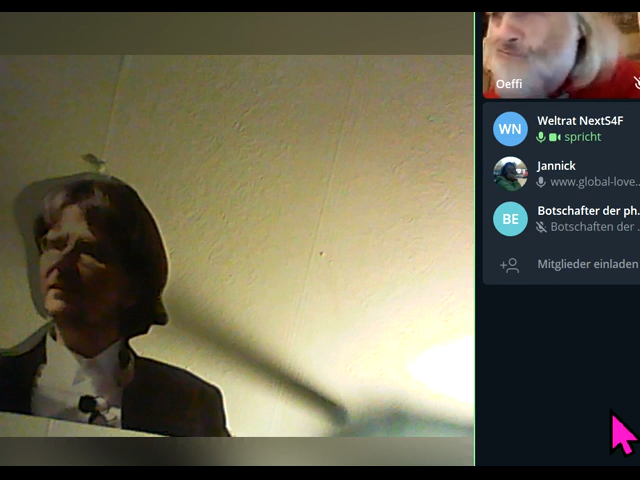 Oeffi
WN
Weltrat NextS4F
spricht
Jannick
www.global-love...
BE
Botschafter der ph...
Botschaften der ...
Mitglieder einladen